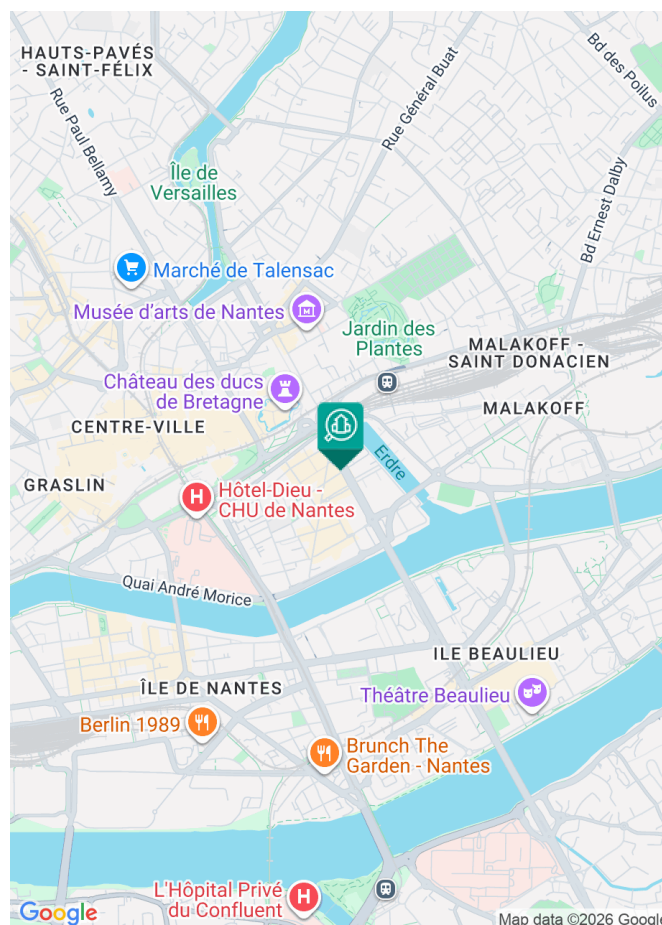 HAUTS-PAVÉS
- SAINT-FÉLIX
Bd des Poilus
Rue Général Buat
Rue Paul Bellamy
Île de
Versailles
Bd Ernest Dalby
Marché de Talensac
Musée d'arts de Nantes
Jardin des
Plantes
MALAKOFF -
SAINT DONACIEN
Château des ducs
de Bretagne
MALAKOFF
CENTRE-VILLE
Erdre
GRASLIN
H
Hôtel-Dieu -
CHU de Nantes
Quai André Morice
ILE BEAULIEU
ÎLE DE NANTES
Théâtre Beaulieu
Berlin 1989
Brunch The
Garden - Nantes
L'Hôpital Privé
du Confluent
H
Google
Map data ©2026 Google